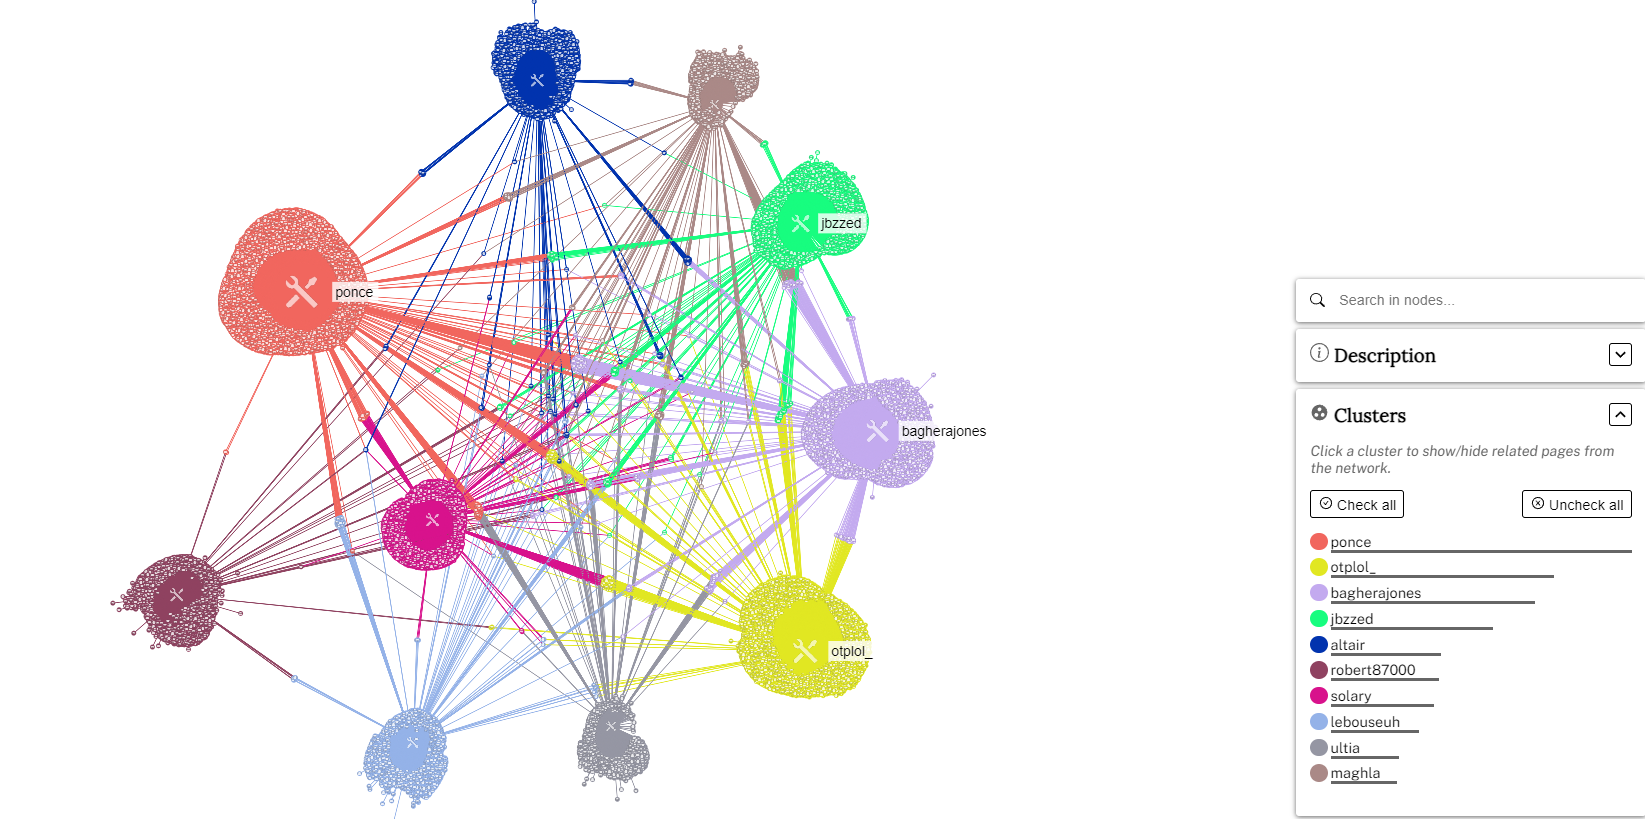 jbzzed
ponce
bagherajones
otplol_
Search in nodes...
Description
Clusters
Click a cluster to show/hide related pages from
the network.
Check all
Uncheck all
ponce
otplol_
bagherajones
jbzzed
altair
robert87000
solary
lebouseuh
ultia
maghla